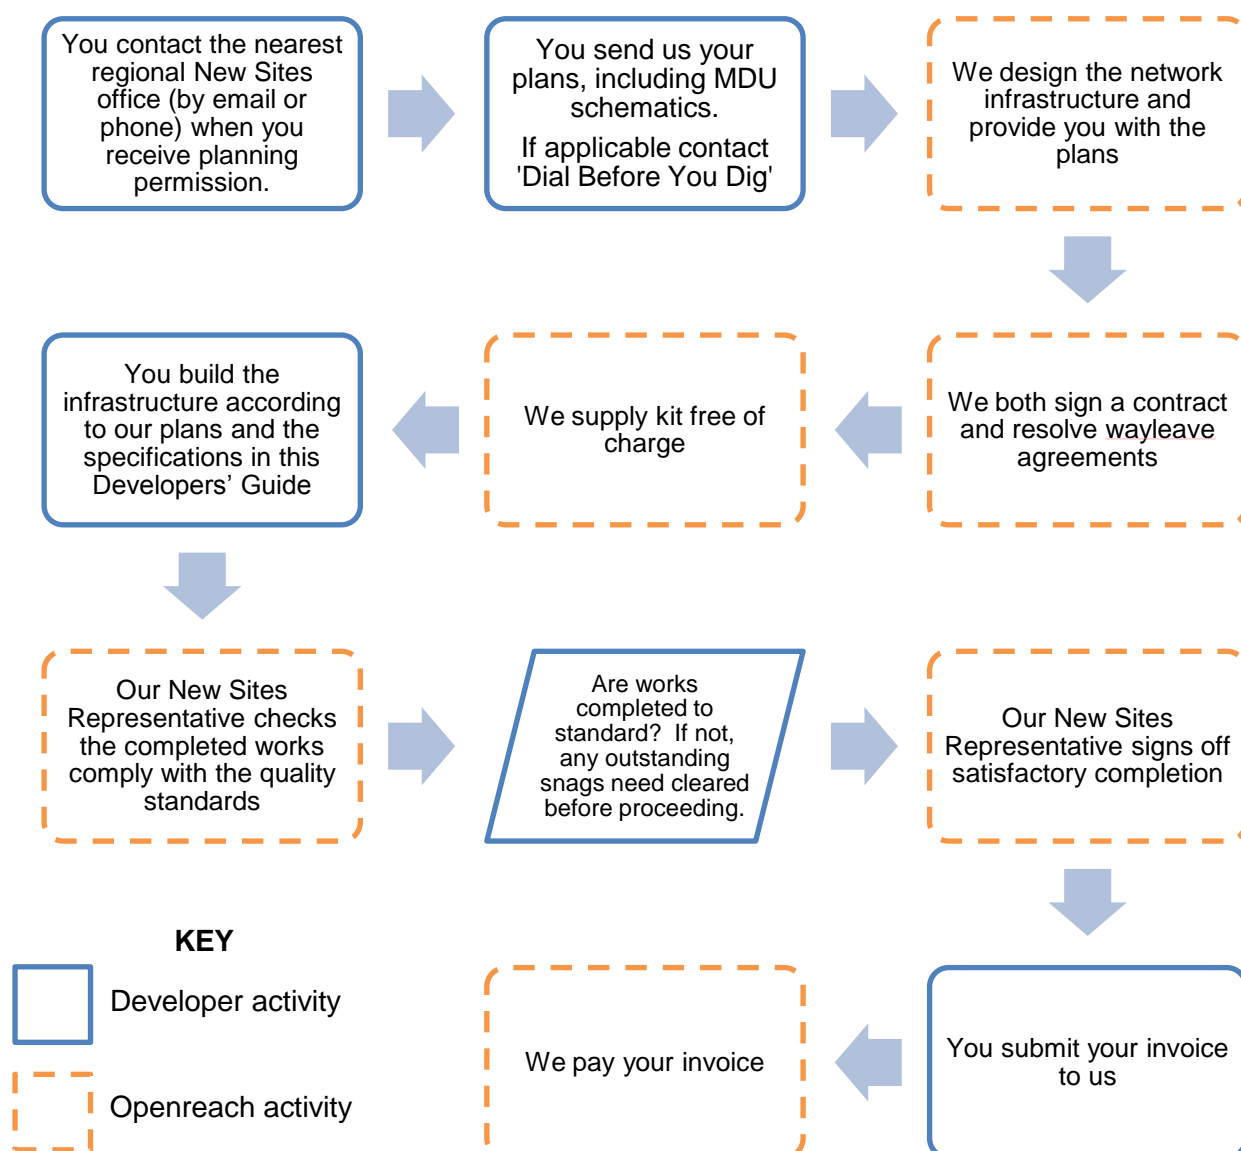 You contact the nearest
regional New Sites
office (by email or
phone) when you
receive planning
permission.
You send us your
plans, including MDU
schematics.
If applicable contact
'Dial Before You Dig'
We design the network
infrastructure and
provide you with the
plans
We both sign a contract
and resolve wayleave
agreements
We supply kit free of
charge
You build the
infrastructure according
to our plans and the
specifications in this
Developers’ Guide
Our New Sites
Representative checks
the completed works
comply with the quality
standards
Are works
completed to
standard?  If not,
any outstanding
snags need cleared
before proceeding.
Our New Sites
Representative signs off
satisfactory completion
You submit your invoice
to us
We pay your invoice
KEY
Developer activity
Openreach activity